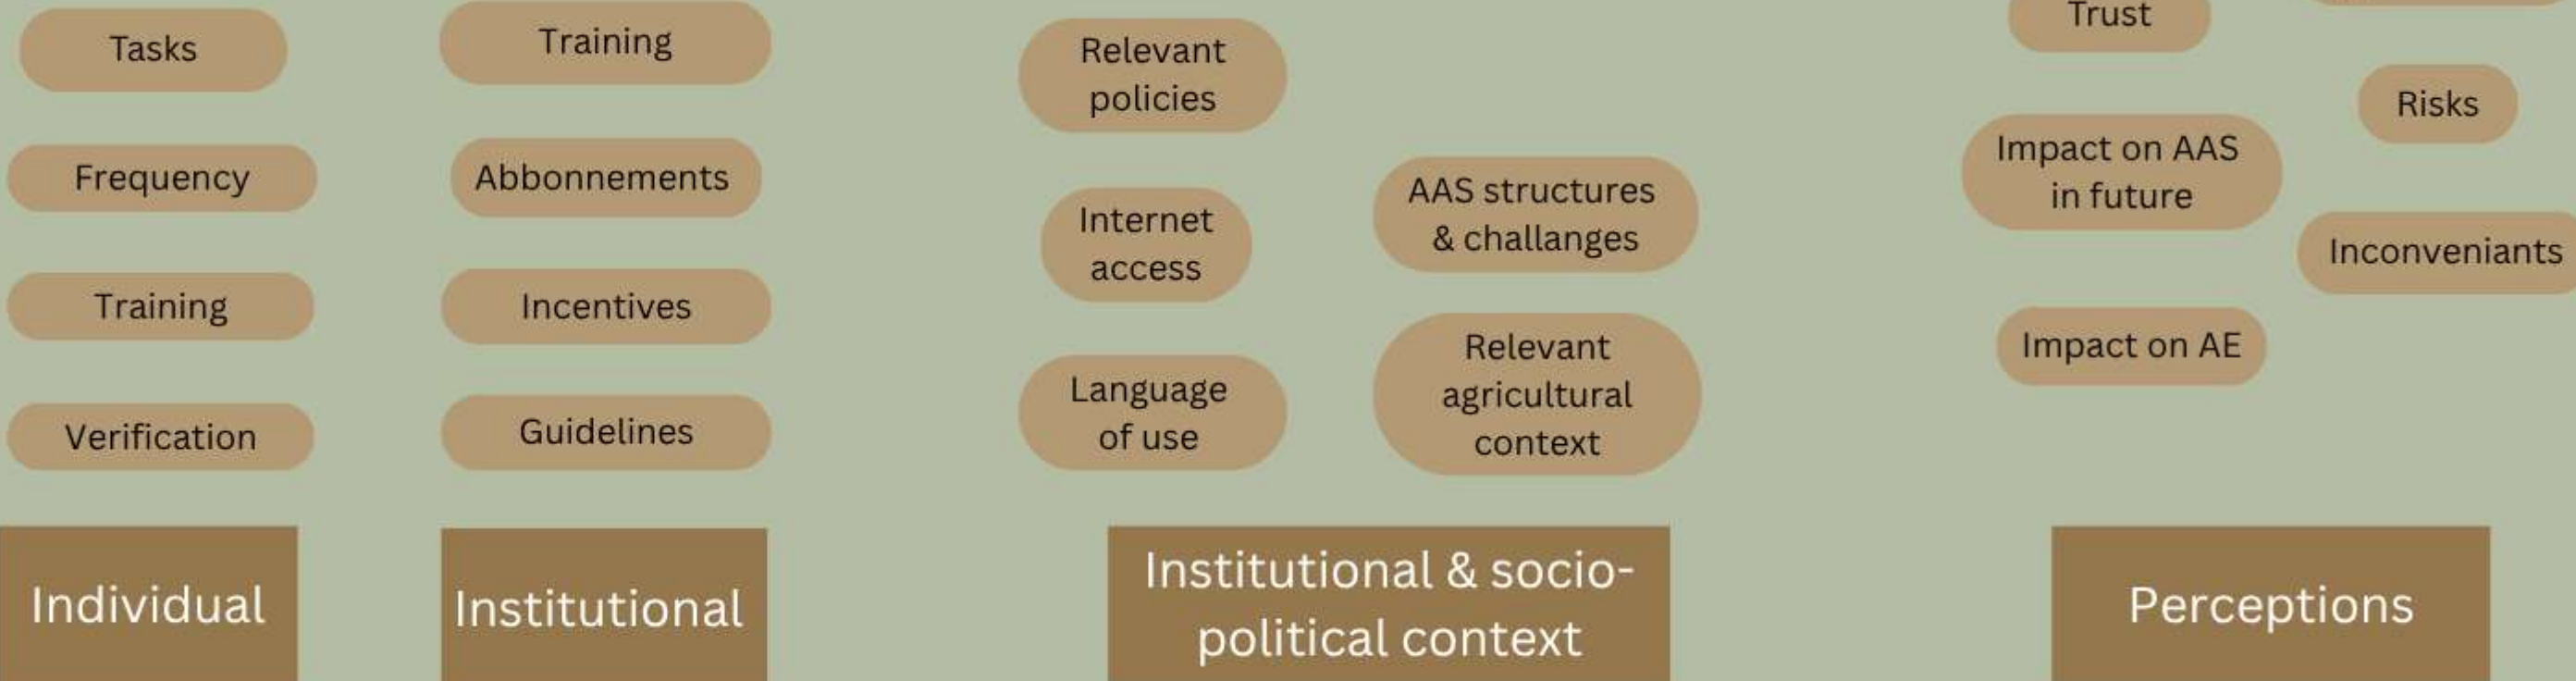 Tasks
Frequency
Training
Verification
Individual
Training
Abbonnements
Incentives
Guidelines
Institutional
Relevant
policies
Internet
access
Language
of use
AAS structures
& challanges
Relevant
agricultural
context
Institutional & socio-
political context
Trust
Impact on AAS
in future
Impact on AE
Risks
Inconveniants
Perceptions